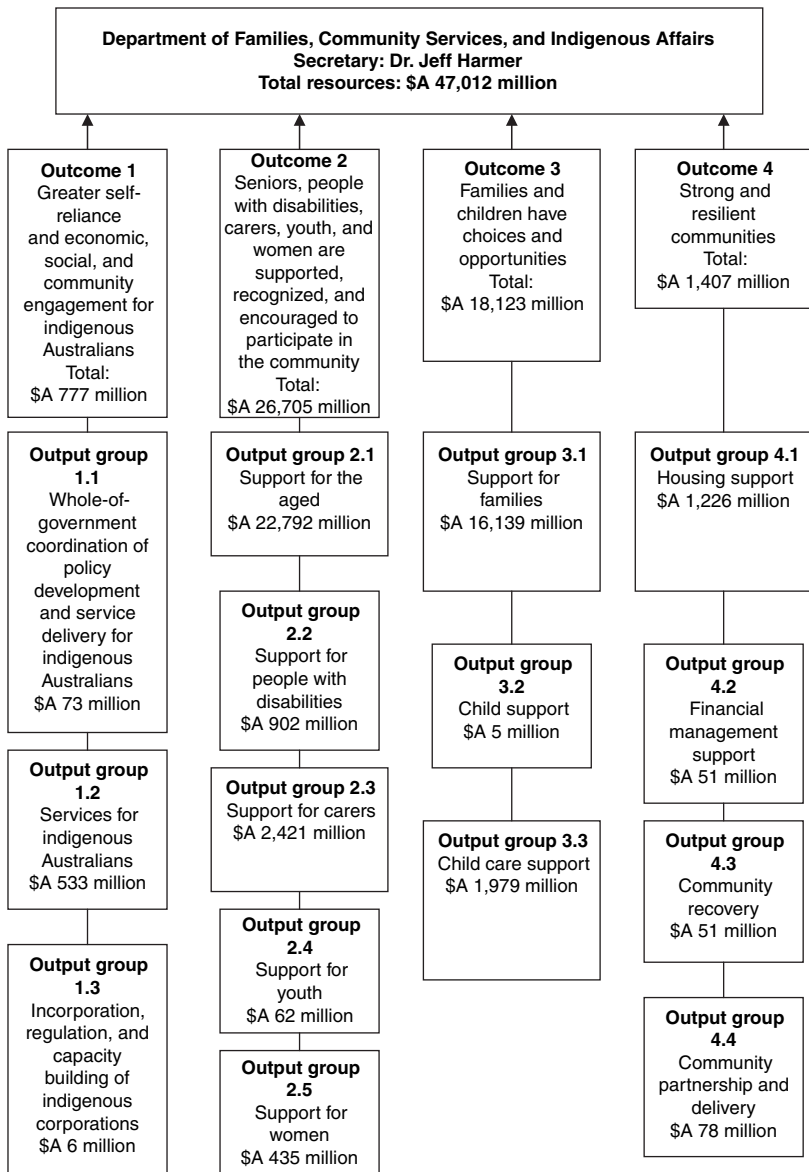 Department of Families, Community Services, and Indigenous Affairs
Secretary: Dr. Jeff Harmer
Total resources: $A 47,012 million
Outcome 1
Greater self-
reliance
and economic,
social, and
community
engagement for
indigenous
Australians
Total:
$A 777 million
Output group
1.1
Whole-of-
government
coordination of
policy
development
and service
delivery for
indigenous
Australians
$A 73 million
Output group
1.2
Services for
indigenous
Australians
$A 533 million
Output group
1.3
Incorporation,
regulation, and
capacity
building of
indigenous
corporations
$A 6 million
Outcome 2
Seniors, people
with disabilities,
carers, youth, and
women are
supported,
recognized, and
encouraged to
participate in
the community
Total:
$A 26,705 million
Output group 2.1
Support for the
aged
$A 22,792 million
Output group
2.2
Support for
people with
disabilities
$A 902 million
Output group 2.3
Support for carers
$A 2,421 million
Output group
2.4
Support for
youth
$A 62 million
Output group
2.5
Support for
women
$A 435 million
Outcome 3
Families and
children have
choices and
opportunities
Total:
$A 18,123 million
Output group 3.1
Support for
families
$A 16,139 million
Output group
3.2
Child support
$A 5 million
Output group 3.3
Child care support
$A 1,979 million
Outcome 4
Strong and
resilient
communities
Total:
$A 1,407 million
Output group 4.1
Housing support
$A 1,226 million
Output group
4.2
Financial
management
support
$A 51 million
Output group
4.3
Community
recovery
$A 51 million
Output group
4.4
Community
partnership and
delivery
$A 78 million